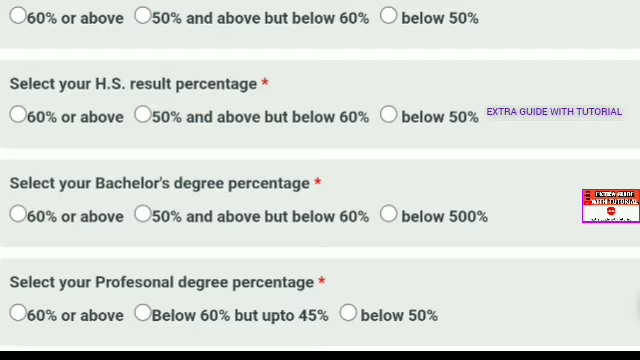 60% or above 50% and above but below 60% below 50%
Select your H.S. result percentage *
60% or above 50% and above but below 60% below 50%
EXTRA GUIDE WITH TUTORIAL
Select your Bachelor's degree percentage *
60% or above 50% and above but below 60% below 500%
EXTRA GUIDE
WITH TUTORIAL
Select your Profesonal degree percentage *
60% or above Below 60% but upto 45% below 50%